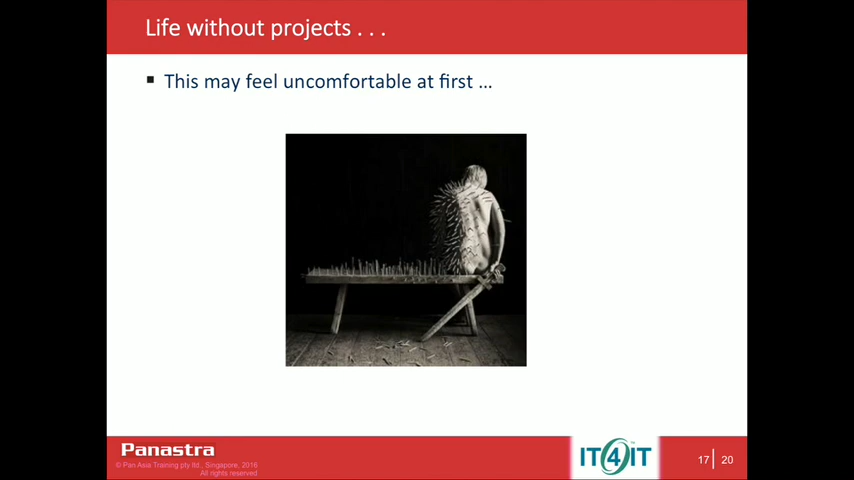 Life without projects . . .
▪ This may feel uncomfortable at first ...
Panastra
© Pan Asia Training pty ltd., Singapore, 2016
All rights reserved
IT4IT™
17 | 20